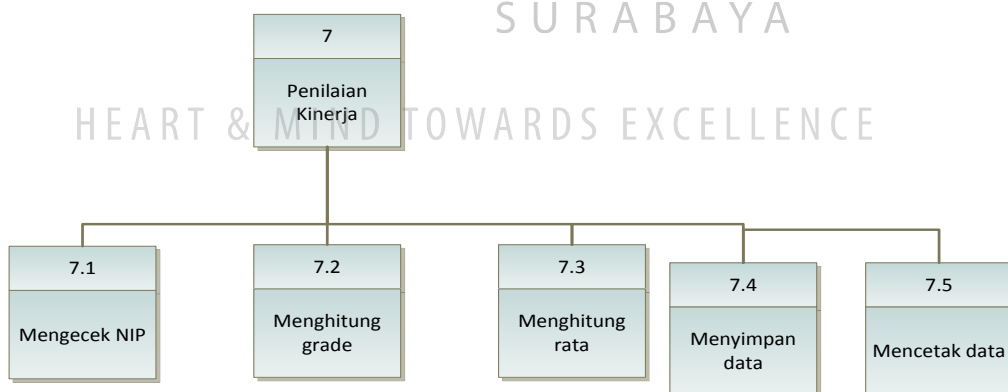 SURABAYA
7
Penilaian
Kinerja
HEART & MIND TOWARDS EXCELLENCE
7.1
Mengecek NIP
7.2
Menghitung
grade
7.3
Menghitung
rata
7.4
Menyimpan
data
7.5
Mencetak data